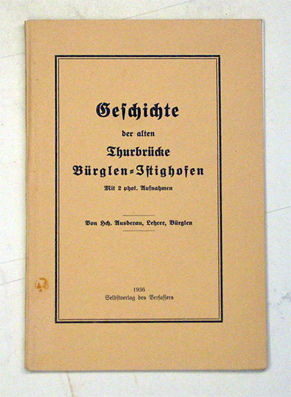 Geschichte
der alten
Thurbrücke
Bürglen-Istighofen
Mit 2 phot. Aufnahmen
Von Hch. Ausderau, Lehrer, Bürglen
1936
Selbstverlag des Verfassers